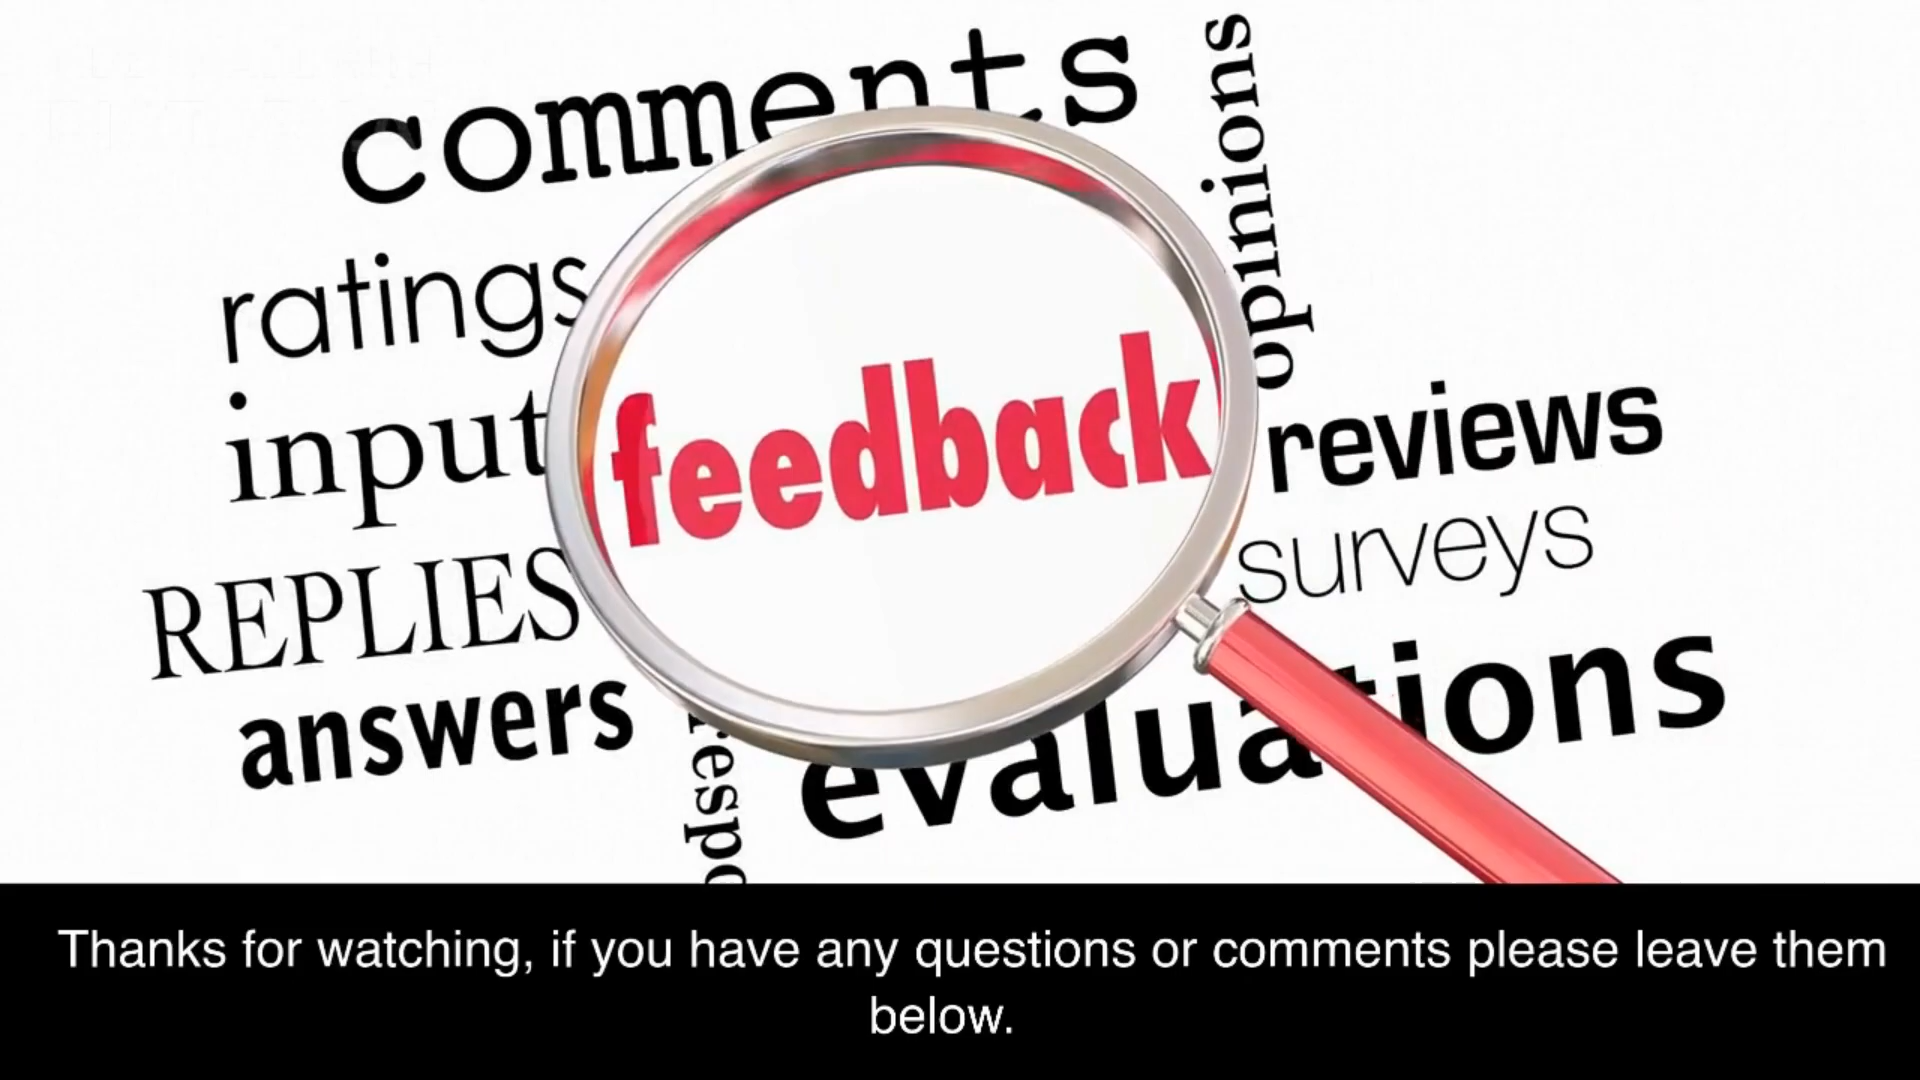 comments
opinions
ratings
input
feedback
reviews
REPLIES
surveys
answers
evaluations
Thanks for watching, if you have any questions or comments please leave them
below.